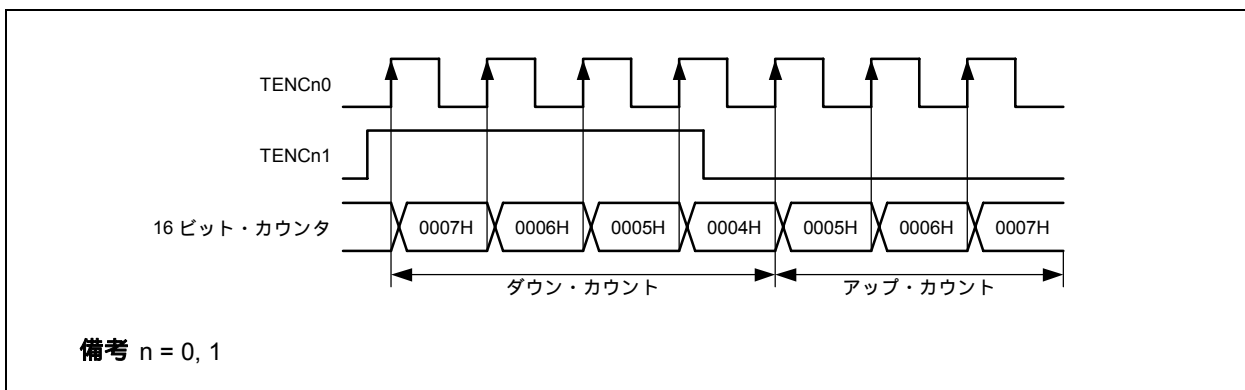 TENCn0
TENCn1
16 ビット・カウンタ 0007H 0006H 0005H 0004H 0005H 0006H 0007H
ダウン・カウント アップ・カウント
備考 n = 0, 1